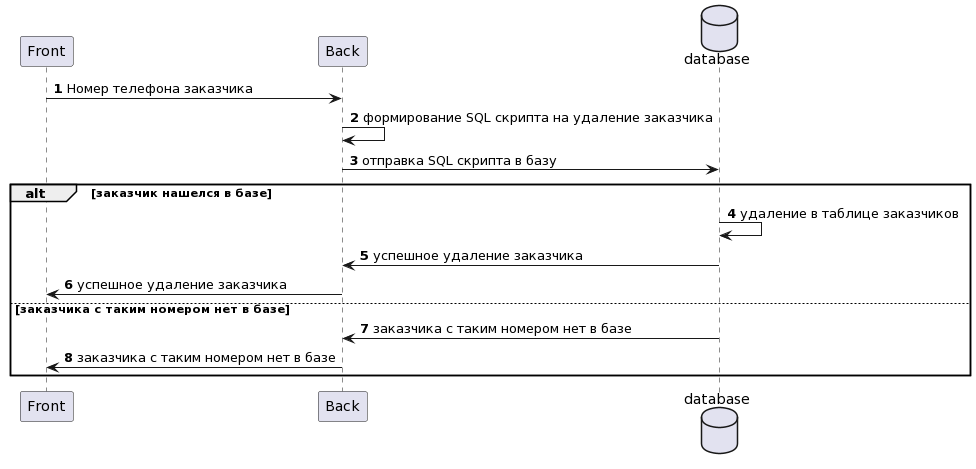 Front
Back
database
1 Номер телефона заказчика
2 формирование SQL скрипта на удаление заказчика
3 отправка SQL скрипта в базу
alt
[заказчик нашелся в базе]
4 удаление в таблице заказчиков
5 успешное удаление заказчика
6 успешное удаление заказчика
[заказчика с таким номером нет в базе]
7 заказчика с таким номером нет в базе
8 заказчика с таким номером нет в базе
Front
Back
database